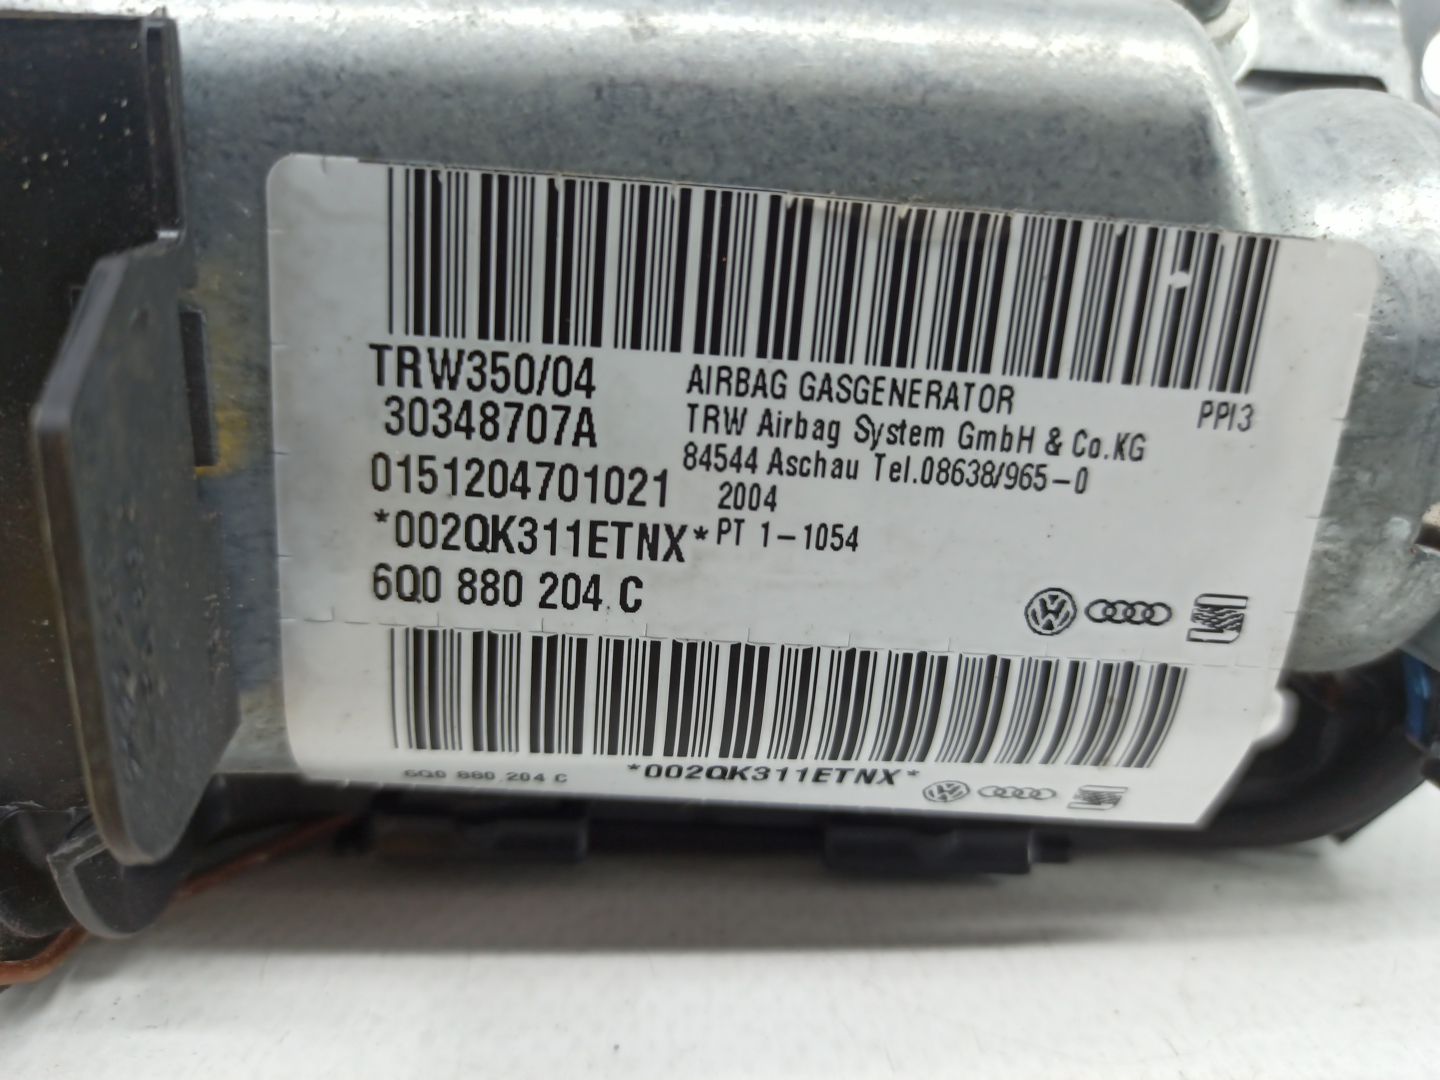 TRW350/04
30348707A
0151204701021
*002QK311ETNX*
6Q0 880 204 C
AIRBAG GASGENERATOR
TRW Airbag System GmbH & Co.KG
84544 Aschau Tel.08638/965-0
2004
PT 1-1054
PPI3
6Q0 880 204 C
*002QK311ETNX*